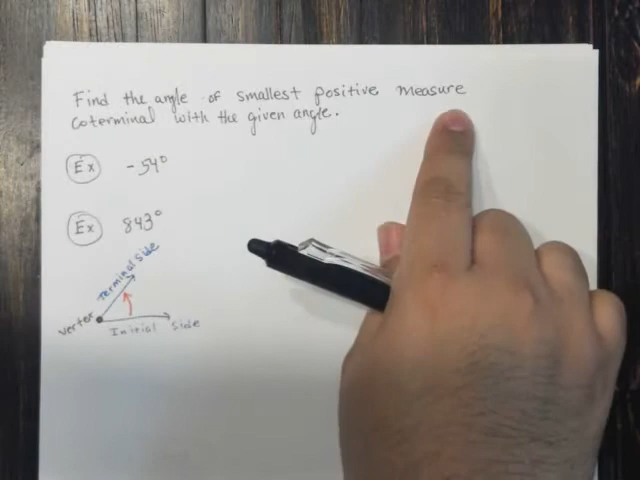 Find the angle of smallest positive measure
coterminal with the given angle.
Ex -54°
Ex 843°
Terminal Side
Vertex
Initial Side